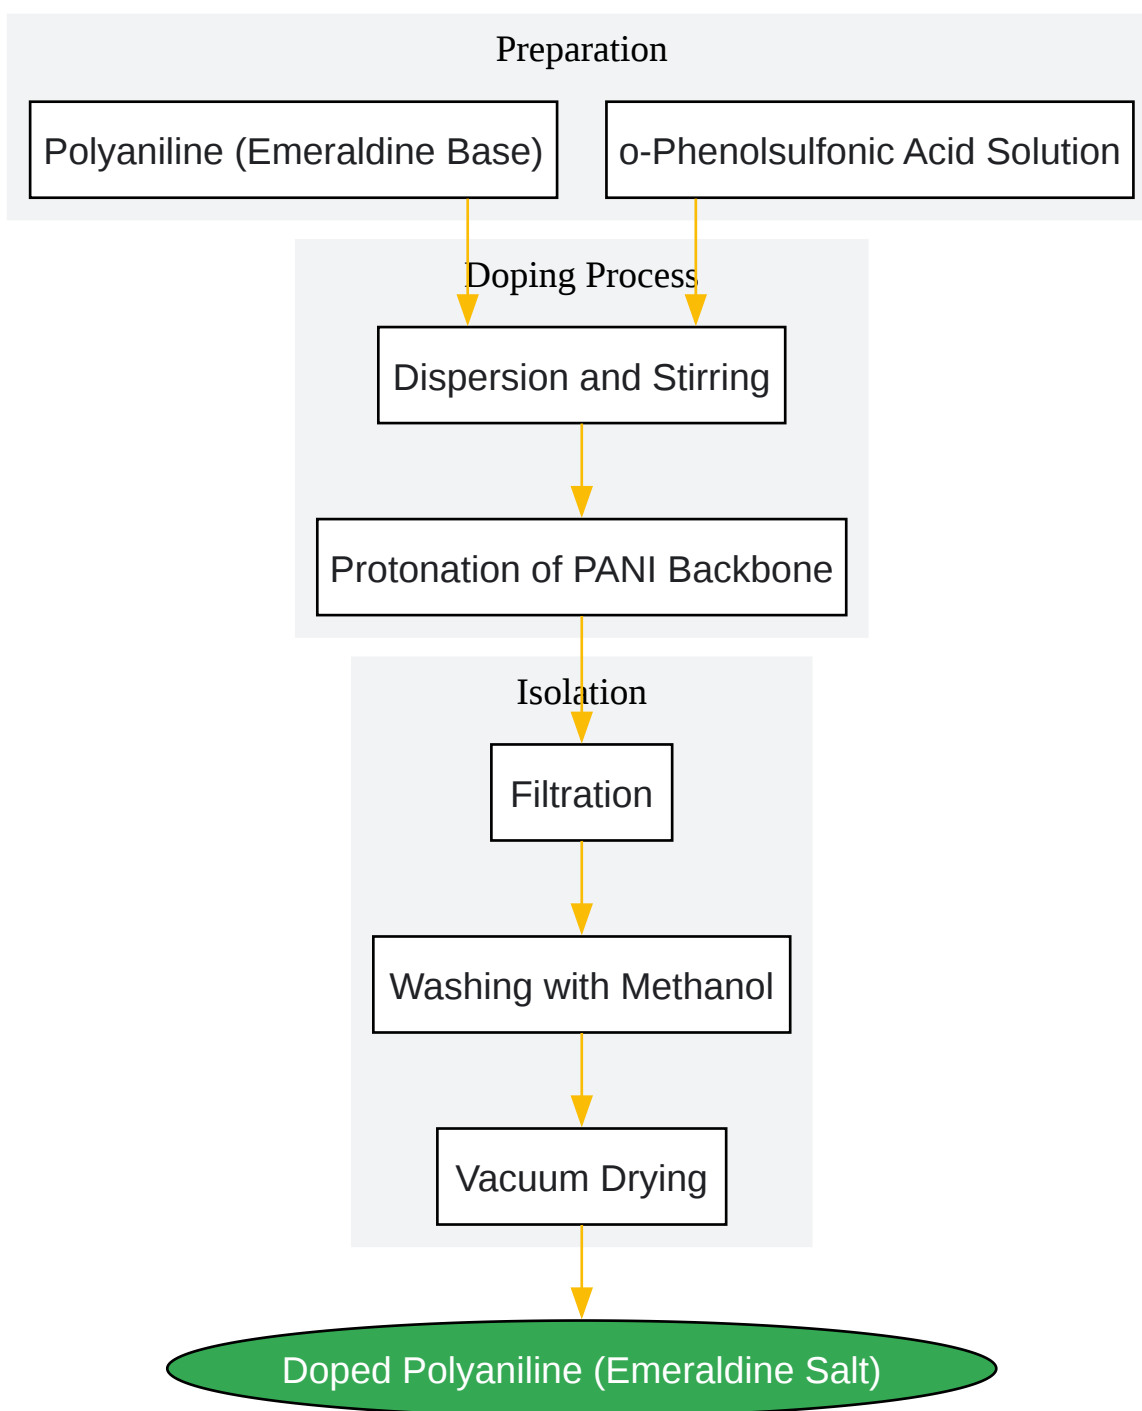 Preparation
Polyaniline (Emeraldine Base)
o-Phenolsulfonic Acid Solution
Doping Process
Dispersion and Stirring
Protonation of PANI Backbone
Isolation
Filtration
Washing with Methanol
Vacuum Drying
Doped Polyaniline (Emeraldine Salt)